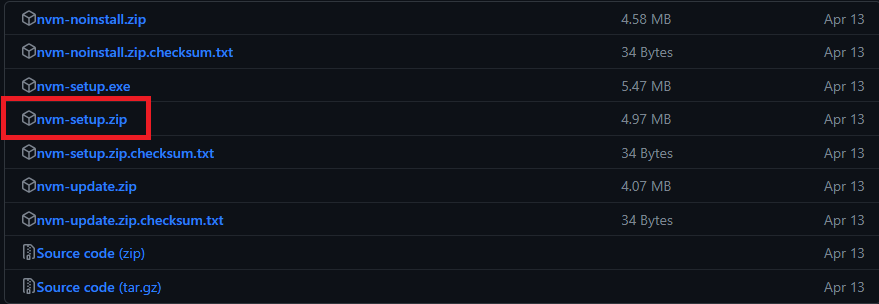 nvm-noinstall.zip 4.58 MB Apr 13
nvm-noinstall.zip.checksum.txt 34 Bytes Apr 13
nvm-setup.exe 5.47 MB Apr 13
nvm-setup.zip 4.97 MB Apr 13
nvm-setup.zip.checksum.txt 34 Bytes Apr 13
nvm-update.zip 4.07 MB Apr 13
nvm-update.zip.checksum.txt 34 Bytes Apr 13
Source code (zip) Apr 13
Source code (tar.gz) Apr 13